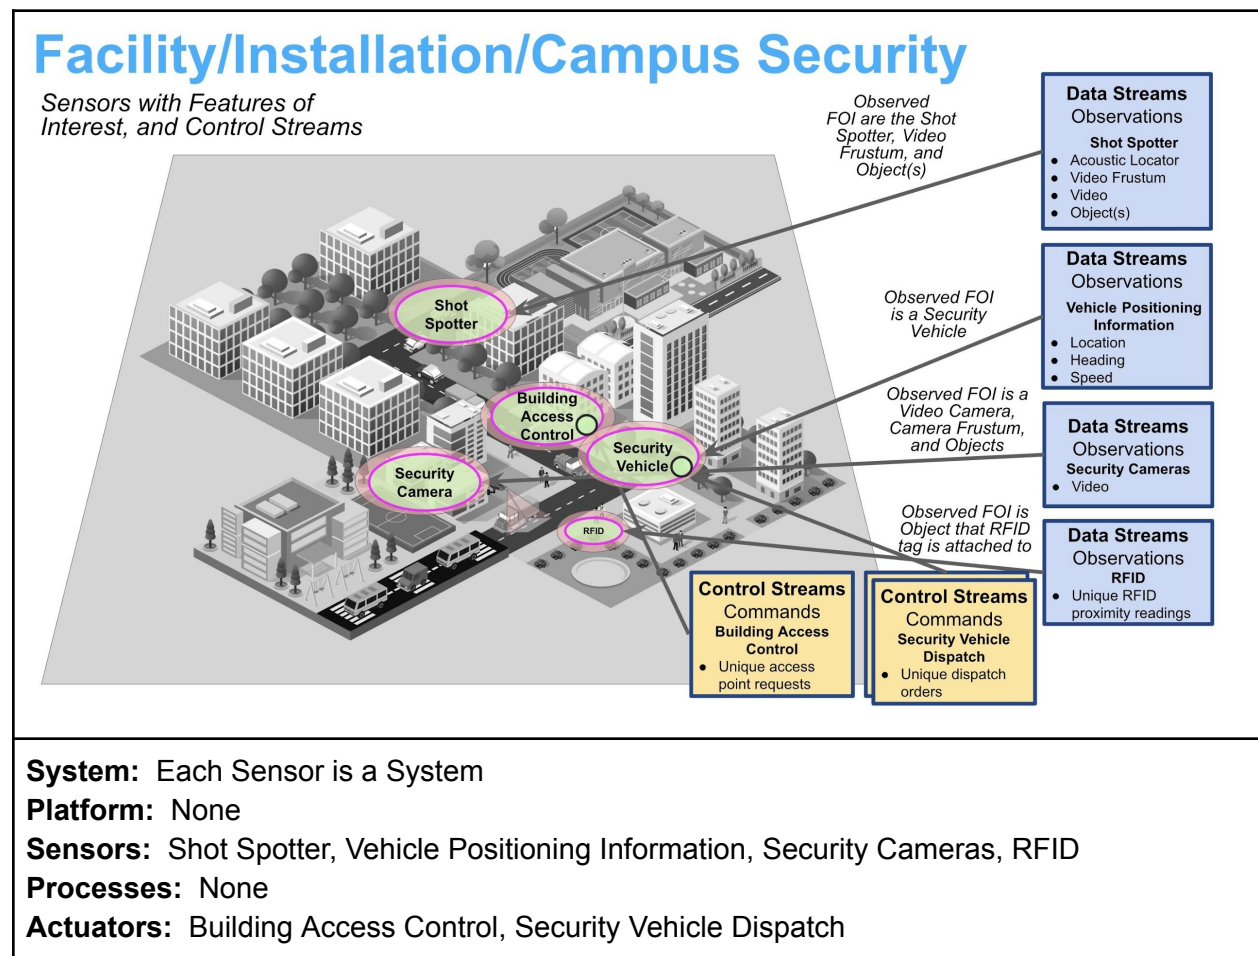 Facility/Installation/Campus Security
Sensors with Features of
Interest, and Control Streams
Observed
FOI are the Shot
Spotter, Video
Frustum, and
Object(s)
Data Streams
Observations
Shot Spotter
● Acoustic Locator
● Video Frustum
● Video
● Object(s)
Observed FOI
is a Security
Vehicle
Data Streams
Observations
Vehicle Positioning
Information
● Location
● Heading
● Speed
Observed FOI is a
Video Camera,
Camera Frustum,
and Objects
Data Streams
Observations
Security Cameras
● Video
Observed FOI is
Object that RFID
tag is attached to
Data Streams
Observations
RFID
● Unique RFID
proximity readings
Shot
Spotter
Building
Access
Control
Security
Vehicle
Security
Camera
RFID
Control Streams
Commands
Building Access
Control
● Unique access
point requests
Control Streams
Commands
Security Vehicle
Dispatch
● Unique dispatch
orders
System: Each Sensor is a System
Platform: None
Sensors: Shot Spotter, Vehicle Positioning Information, Security Cameras, RFID
Processes: None
Actuators: Building Access Control, Security Vehicle Dispatch